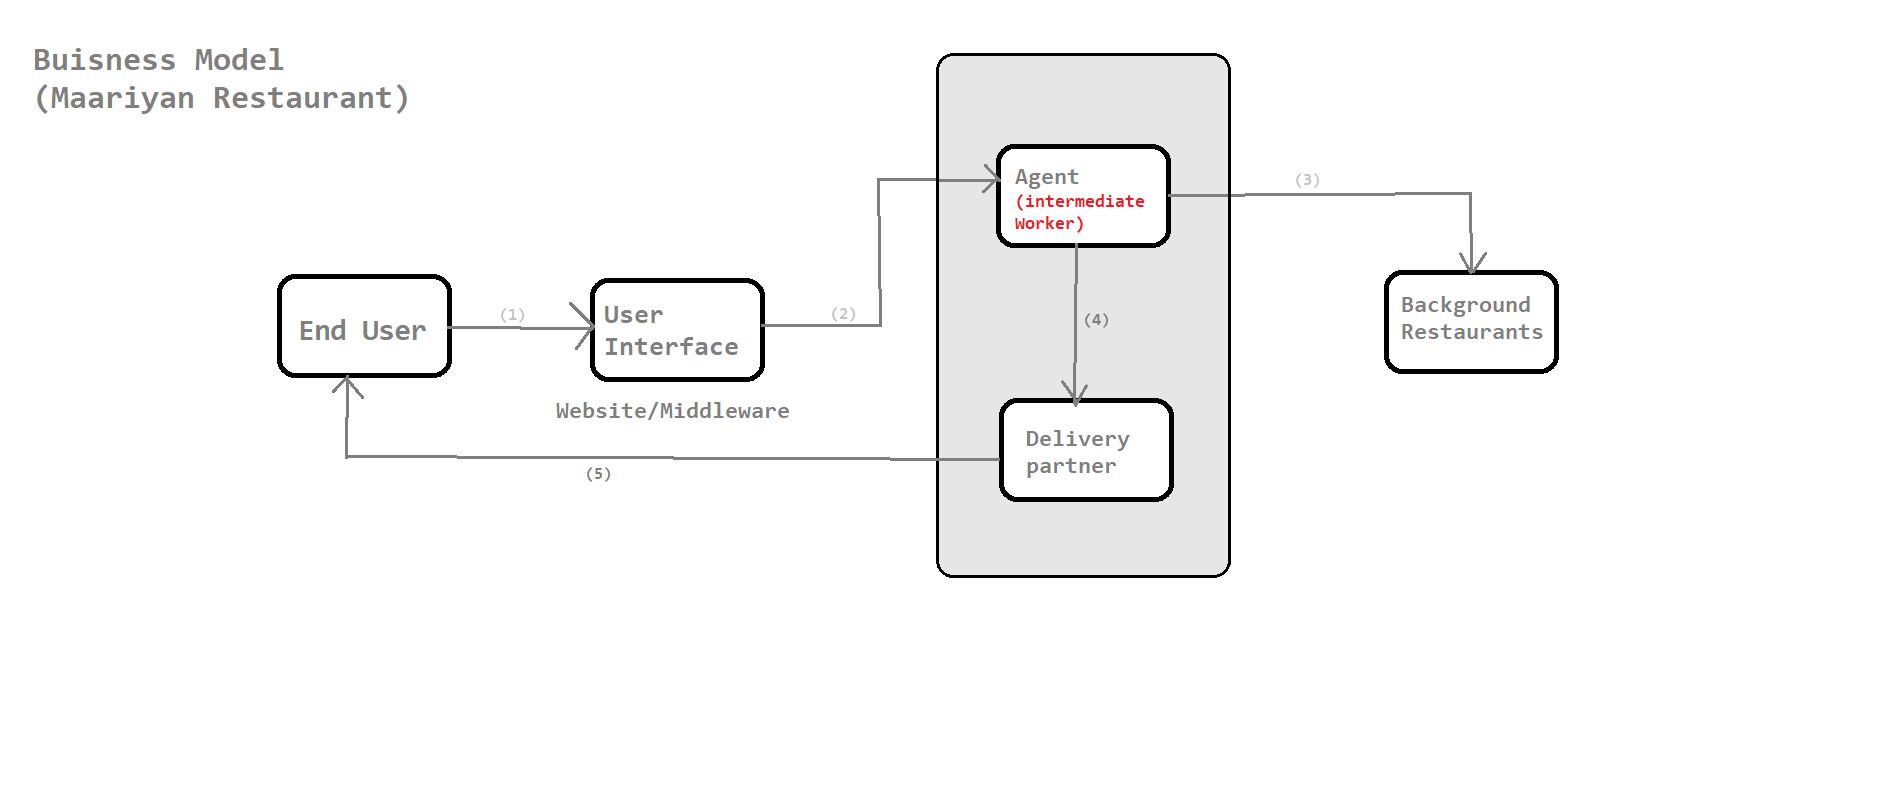 Buisness Model
(Maariyan Restaurant)
Agent
(intermediate
Worker)
(3)
End User
(1)
User
Interface
(2)
(4)
Background
Restaurants
Website/Middleware
Delivery
partner
(5)